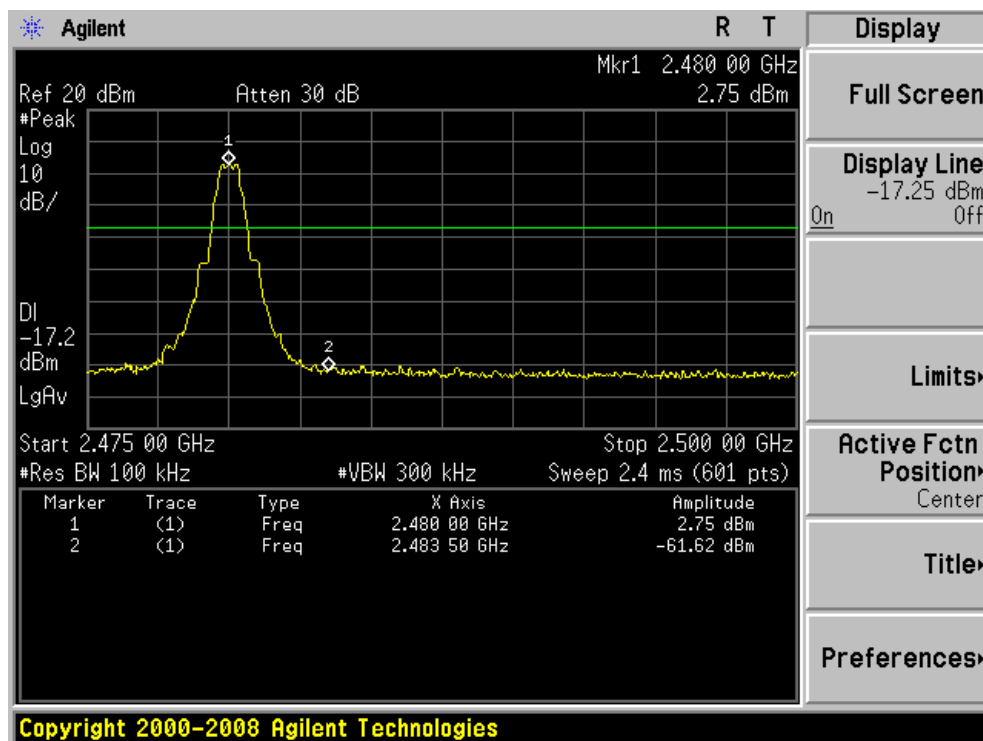 Agilent R T
Mkr1 2.480 00 GHz
Ref 20 dBm Atten 30 dB 2.75 dBm
#Peak
Log
10
dB/
1
DI
-17.2
dBm
2
LgAv
Start 2.475 00 GHz Stop 2.500 00 GHz
#Res BW 100 kHz #VBW 300 kHz Sweep 2.4 ms (601 pts)
Marker Trace Type X Axis Amplitude
1 (1) Freq 2.480 00 GHz 2.75 dBm
2 (1) Freq 2.483 50 GHz -61.62 dBm
Display
Full Screen
Display Line
-17.25 dBm
On Off
Limits
Active Fctn
Position
Center
Title
Preferences
Copyright 2000-2008 Agilent Technologies